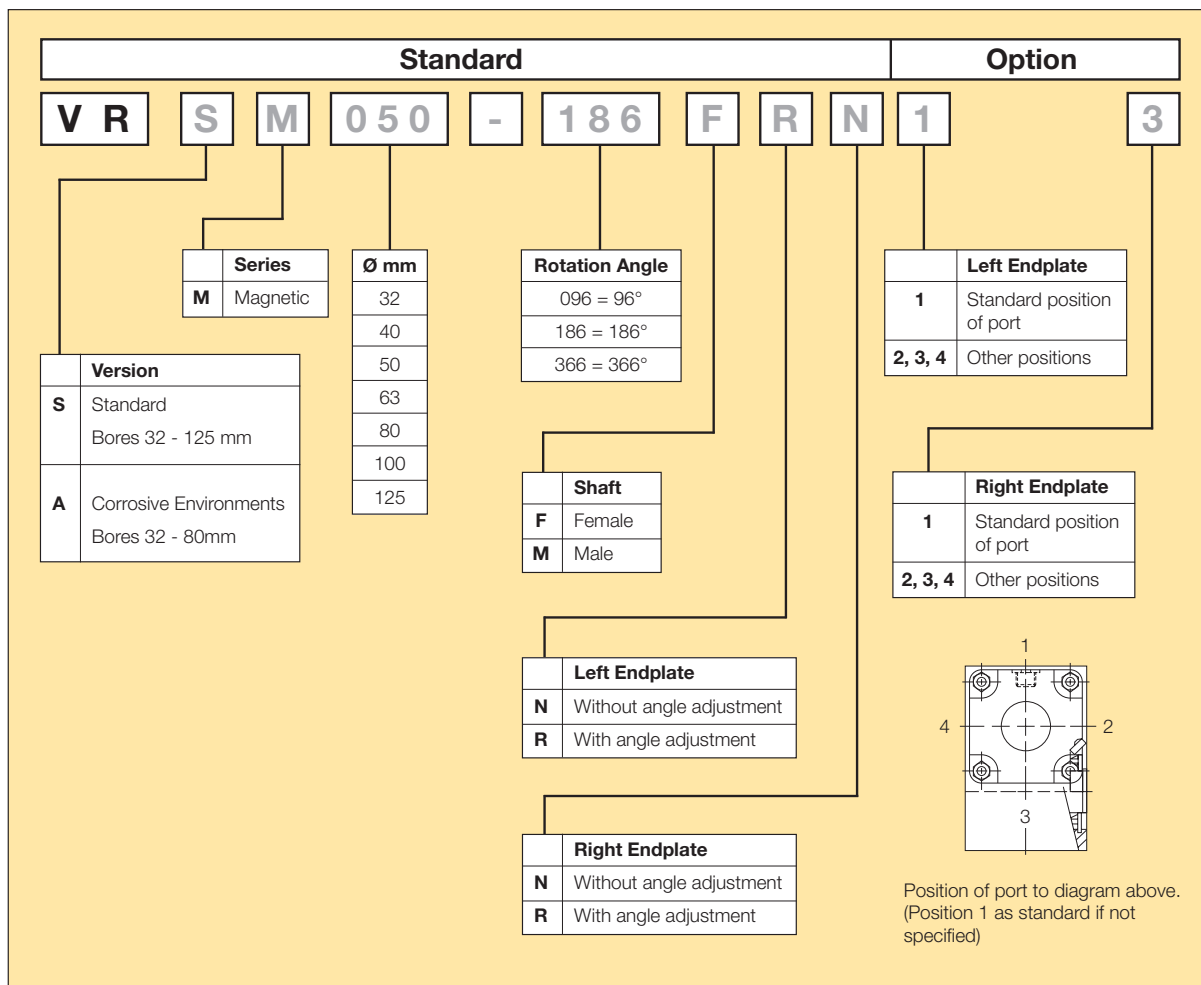 Standard Option
V R S M 0 5 0 - 1 8 6 F R N 1 3
Series
M Magnetic
Ø mm
32
40
50
63
80
100
125
Rotation Angle
096 = 96°
186 = 186°
366 = 366°
Left Endplate
1 Standard position
of port
2, 3, 4 Other positions
Version
S Standard
Bores 32 - 125 mm
A Corrosive Environments
Bores 32 - 80mm
Shaft
F Female
M Male
Right Endplate
1 Standard position
of port
2, 3, 4 Other positions
Left Endplate
N Without angle adjustment
R With angle adjustment
Right Endplate
N Without angle adjustment
R With angle adjustment
1
4 2
3
Position of port to diagram above.
(Position 1 as standard if not
specified)